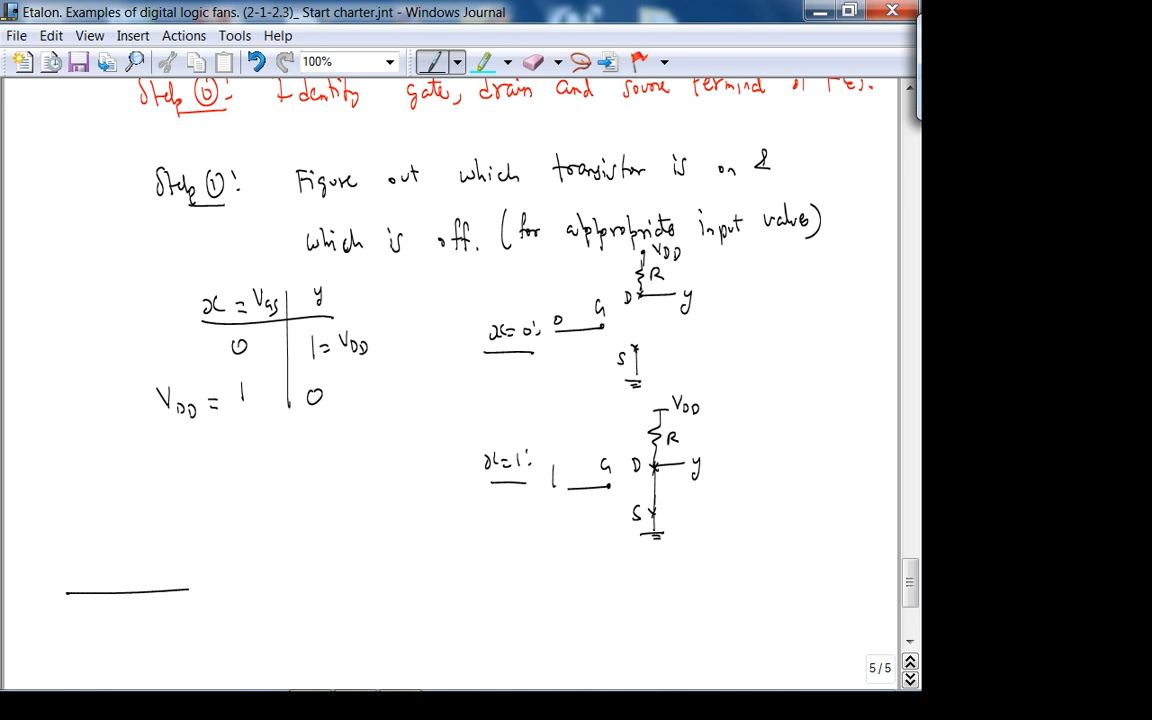 Etalon. Examples of digital logic fans. (2-1-2.3)_ Start charter.jnt - Windows Journal
File Edit View Insert Actions Tools Help
100%
Step 0: Identity gate, drain and source terminal of FETs.
Step 1: Figure out which transistor is on &
which is off. (for appropriate input values)
VDD
R
D
y
x = VGS y
x=0: 0 G
0 1 = VDD
S
VDD = 1 0
VDD
R
x=1: 1 G D y
S
5/5